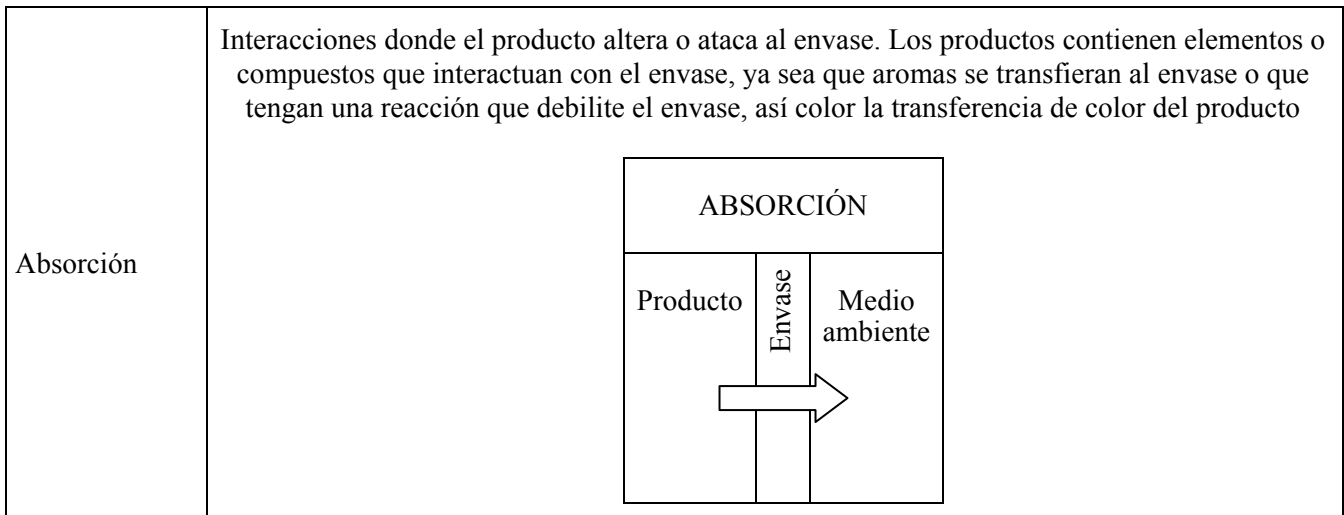 Interacciones donde el producto altera o ataca al envase. Los productos contienen elementos o
compuestos que interactuan con el envase, ya sea que aromas se transfieran al envase o que
tengan una reacción que debilite el envase, así color la transferencia de color del producto
Absorción
ABSORCIÓN
Producto
Envase
Medio
ambiente